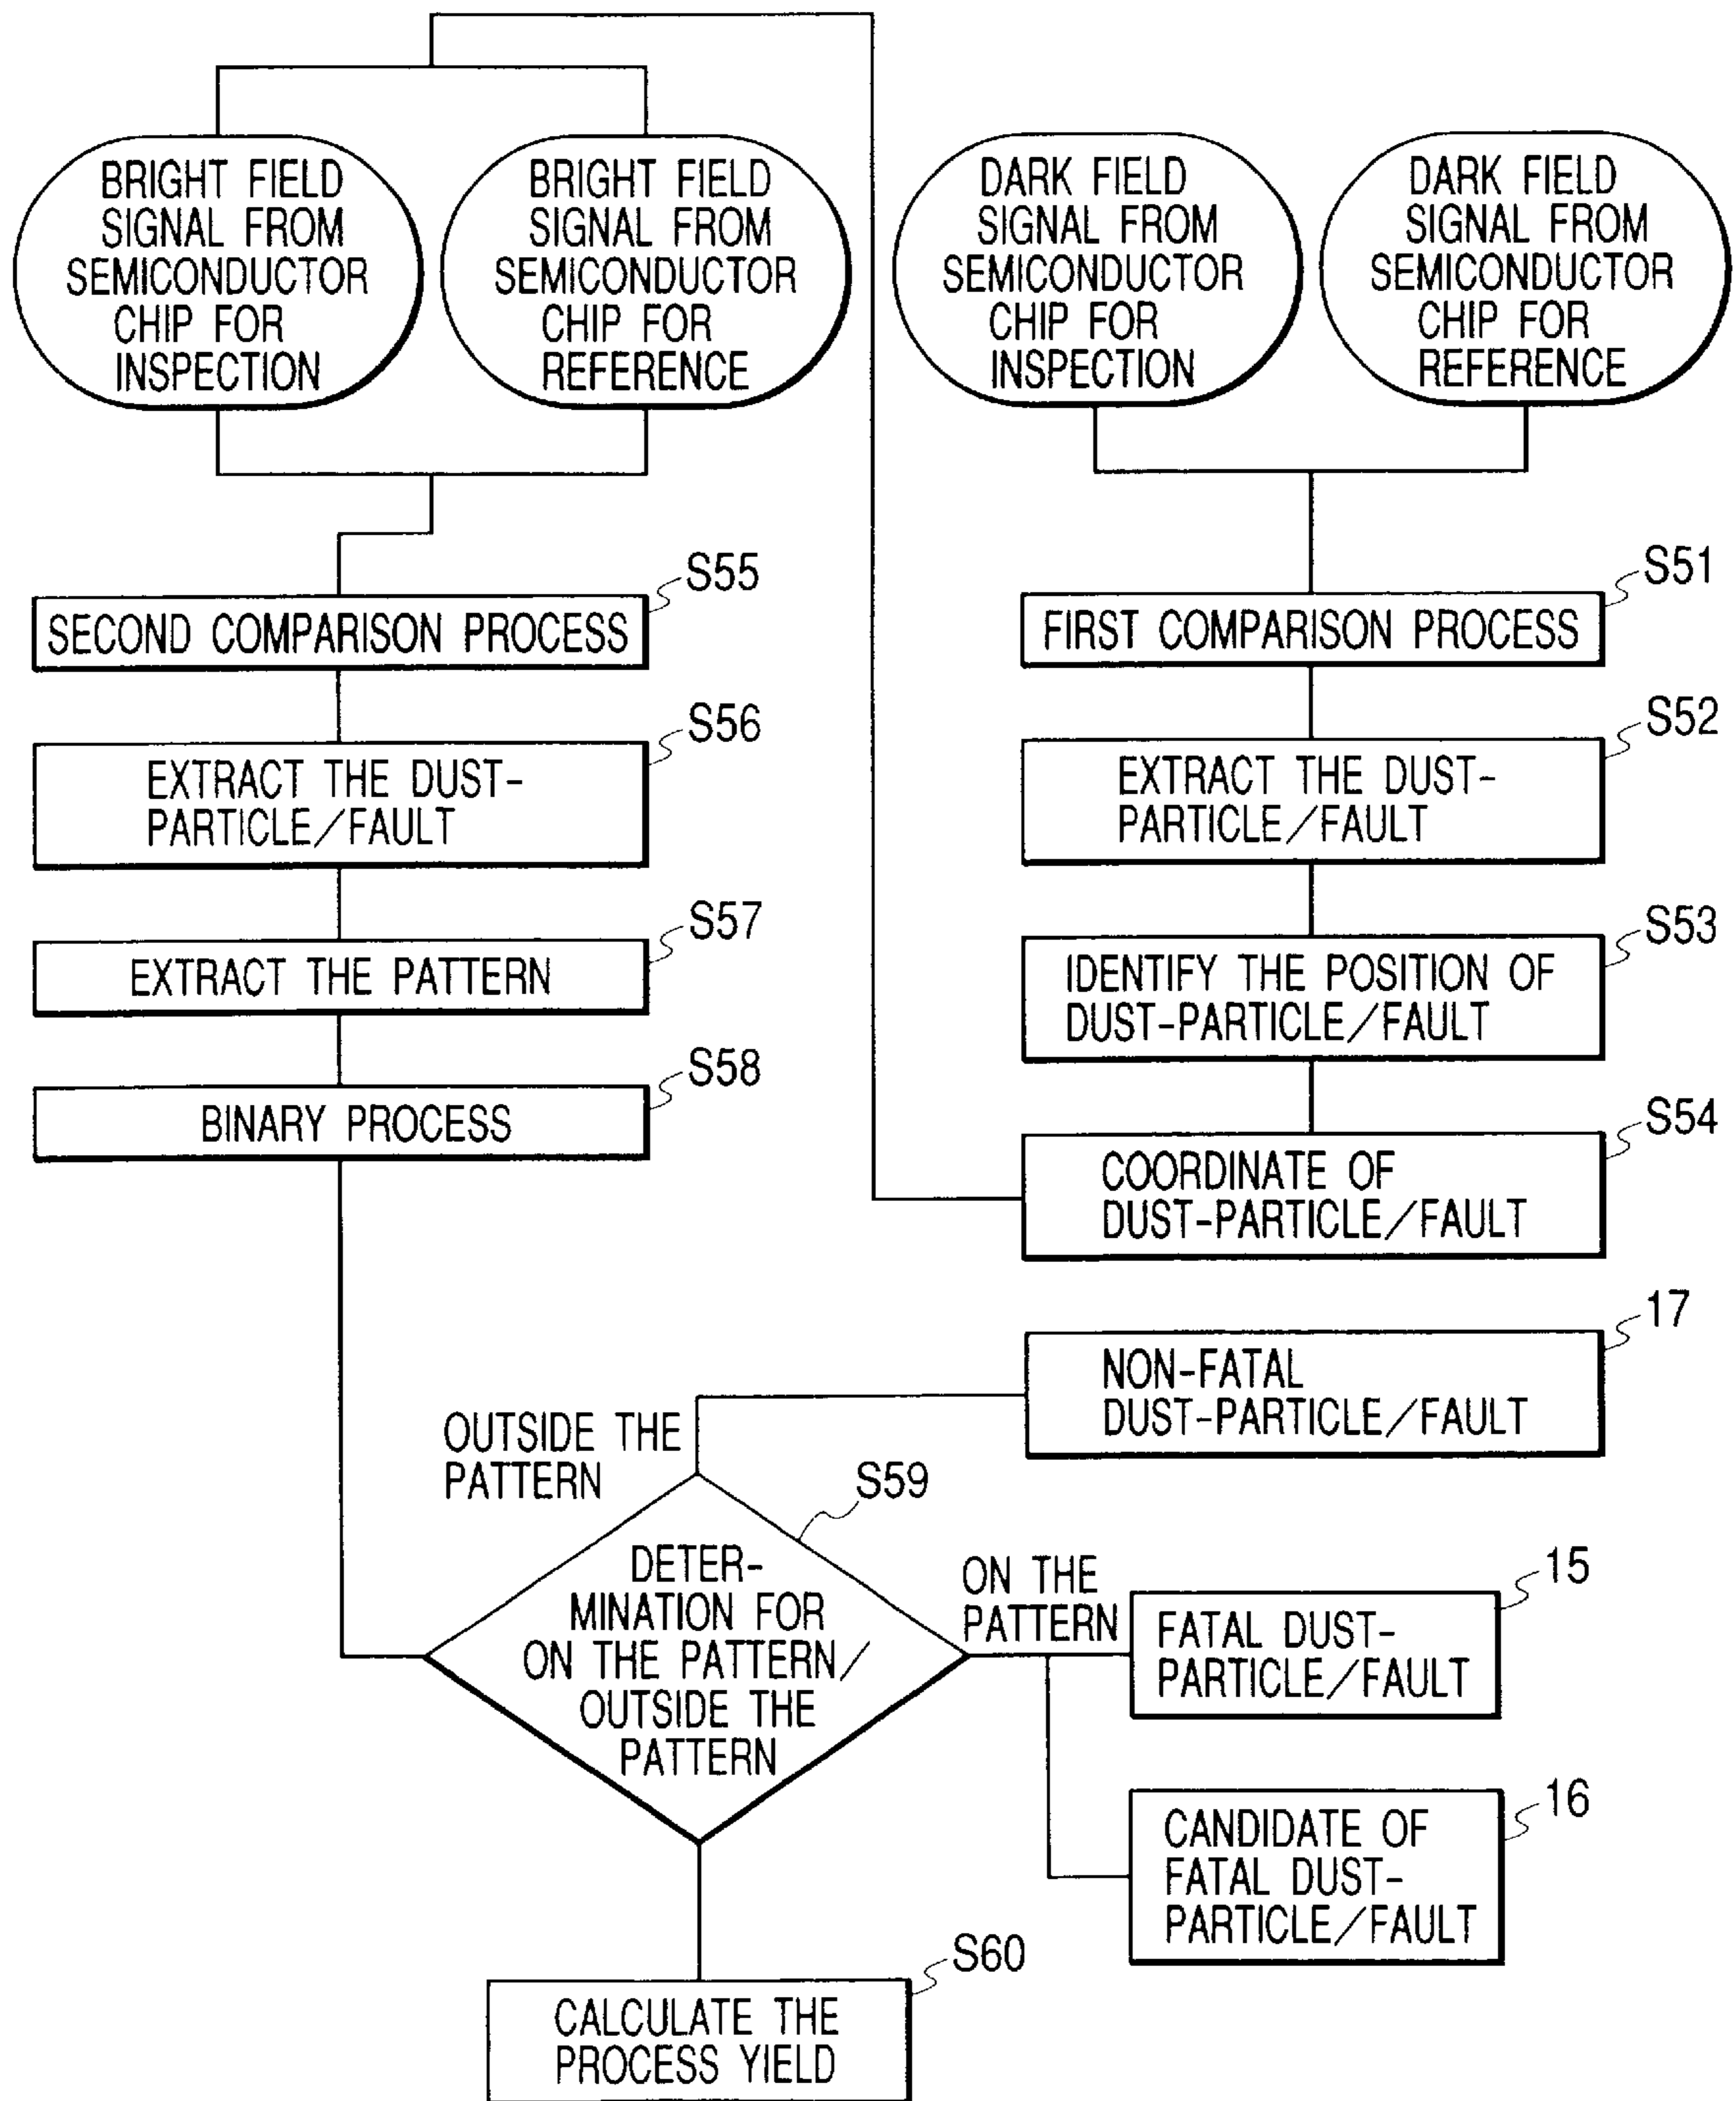 BRIGHT FIELD
SIGNAL FROM
SEMICONDUCTOR
CHIP FOR
INSPECTION
BRIGHT FIELD
SIGNAL FROM
SEMICONDUCTOR
CHIP FOR
REFERENCE
DARK FIELD
SIGNAL FROM
SEMICONDUCTOR
CHIP FOR
INSPECTION
DARK FIELD
SIGNAL FROM
SEMICONDUCTOR
CHIP FOR
REFERENCE
S55
SECOND COMPARISON PROCESS
S56
EXTRACT THE DUST-
PARTICLE/FAULT
S57
EXTRACT THE PATTERN
S58
BINARY PROCESS
S51
FIRST COMPARISON PROCESS
S52
EXTRACT THE DUST-
PARTICLE/FAULT
S53
IDENTIFY THE POSITION OF
DUST-PARTICLE/FAULT
S54
COORDINATE OF
DUST-PARTICLE/FAULT
17
NON-FATAL
DUST-PARTICLE/FAULT
OUTSIDE THE
PATTERN
S59
DETER-
MINATION FOR
ON THE PATTERN/
OUTSIDE THE
PATTERN
ON THE
PATTERN
15
FATAL DUST-
PARTICLE/FAULT
16
CANDIDATE OF
FATAL DUST-
PARTICLE/FAULT
S60
CALCULATE THE
PROCESS YIELD